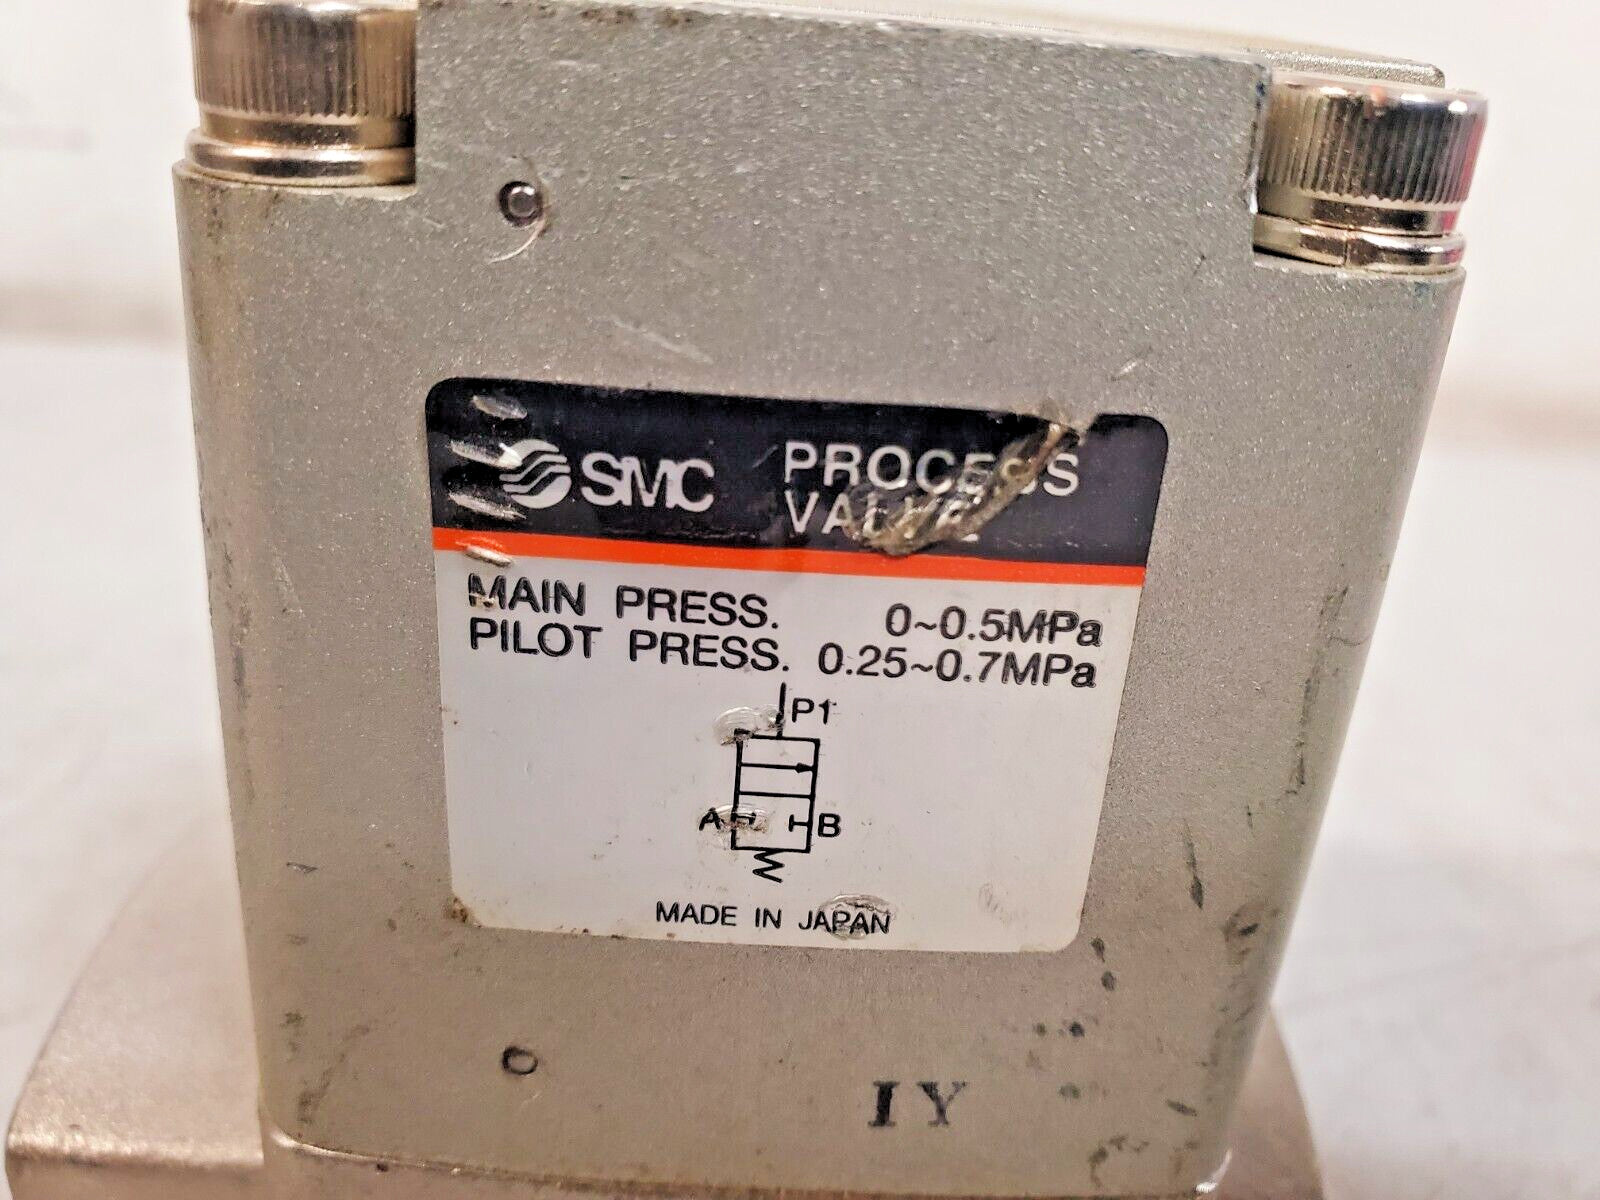 SMC PROCESS
VALVE
MAIN PRESS. 0~0.5MPa
PILOT PRESS. 0.25~0.7MPa
P1
A B
MADE IN JAPAN
IY